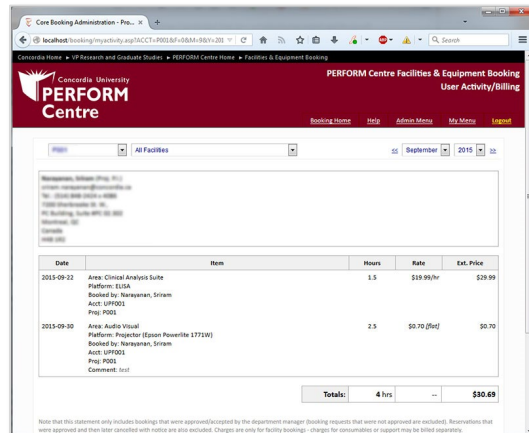 Core Booking Administration - Pro...
localhost/booking/myactivity.asp?ACCT=P001&F=0&M=9&Y=201
Search
Concordia Home ► VP Research and Graduate Studies ► PERFORM Centre Home ► Facilities & Equipment Booking
Concordia University
PERFORM
Centre
PERFORM Centre Facilities & Equipment Booking
User Activity/Billing
Booking Home Help Admin Menu My Menu Logout
P001 All Facilities << September 2015 >>
Narayanan, Sriram (Proj. P.I.)
Canada
Date Item Hours Rate Ext. Price
2015-09-22 Area: Clinical Analysis Suite 1.5 $19.99/hr $29.99
Platform: ELISA
Booked by: Narayanan, Sriram
Acct: UPF001
Proj: P001
2015-09-30 Area: Audio Visual 2.5 $0.70 [flat] $0.70
Platform: Projector (Epson Powerlite 1771W)
Booked by: Narayanan, Sriram
Acct: UPF001
Proj: P001
Comment: test
Totals: 4 hrs -- $30.69
Note that this statement only includes bookings that were approved/accepted by the department manager (booking requests that were not approved are excluded). Reservations that
were approved and then later cancelled with notice are also excluded. Charges are only for facility bookings - charges for consumables or support may be billed separately.